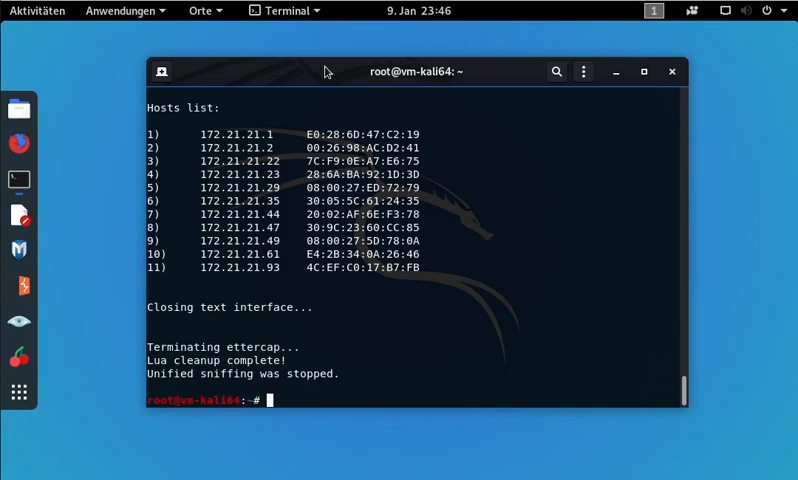 Aktivitäten Anwendungen Orte Terminal 9. Jan 23:46 1
root@vm-kali64: ~
Hosts list:
1) 172.21.21.1 E0:28:6D:47:C2:19
2) 172.21.21.2 00:26:98:AC:D2:41
3) 172.21.21.22 7C:F9:0E:A7:E6:75
4) 172.21.21.23 28:6A:BA:92:1D:3D
5) 172.21.21.29 08:00:27:ED:72:79
6) 172.21.21.35 30:05:5C:61:24:35
7) 172.21.21.44 20:02:AF:6E:F3:78
8) 172.21.21.47 30:9C:23:60:CC:85
9) 172.21.21.49 08:00:27:5D:78:0A
10) 172.21.21.61 E4:2B:34:0A:26:46
11) 172.21.21.93 4C:EF:C0:17:B7:FB
Closing text interface...
Terminating ettercap...
Lua cleanup complete!
Unified sniffing was stopped.
root@vm-kali64:~#